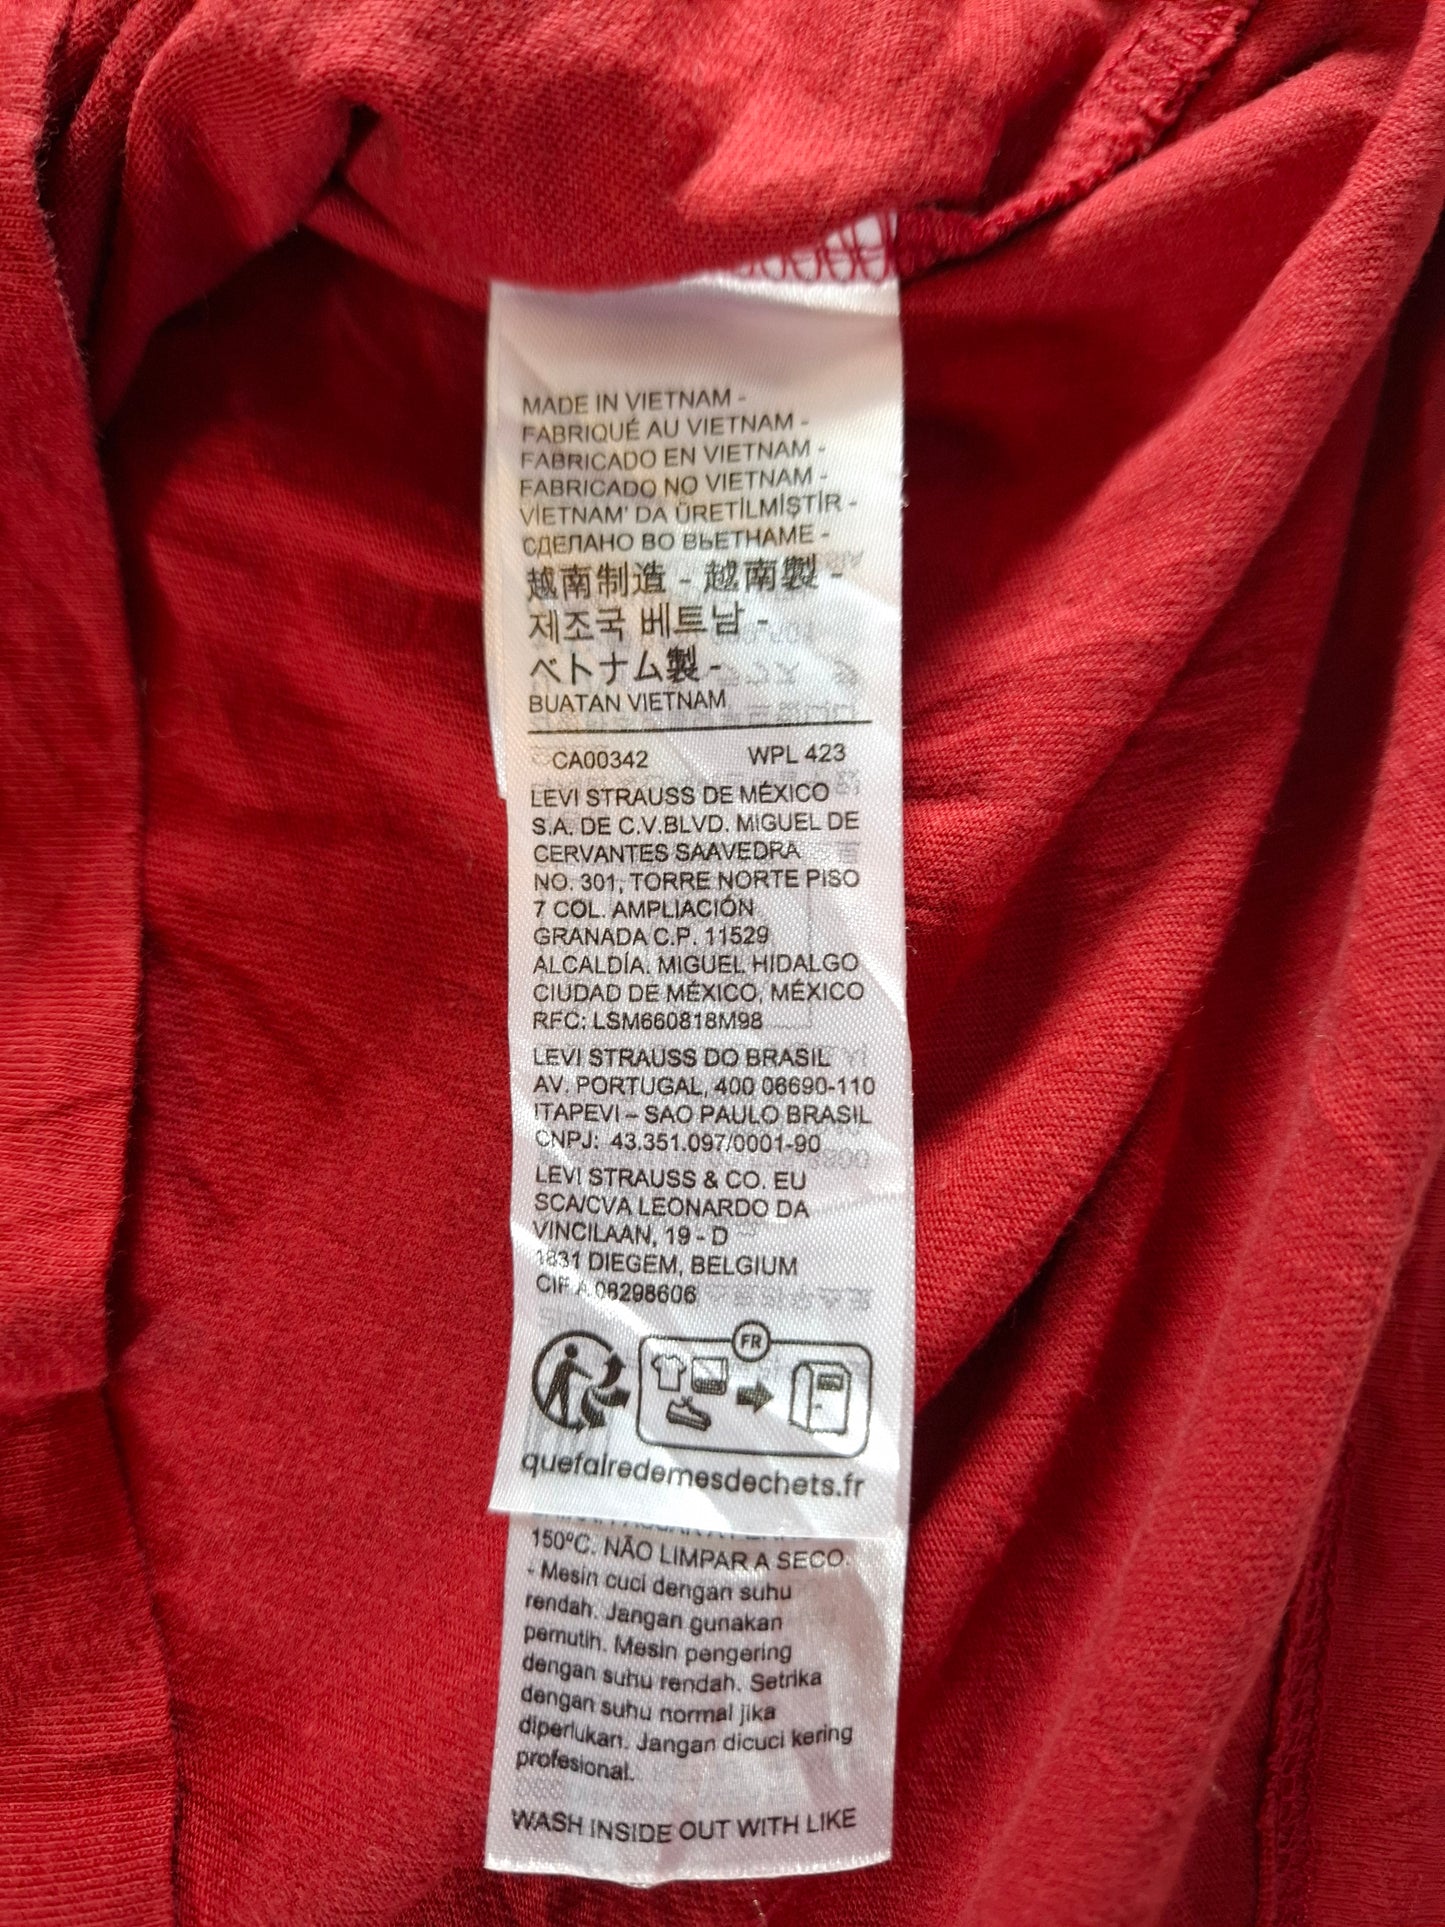 MADE IN VIETNAM -
FABRIQUÉ AU VIETNAM -
FABRICADO EN VIETNAM -
FABRICADO NO VIETNAM -
VİETNAM' DA ÜRETİLMİŞTİR -
СДЕЛАНО ВО ВЬЕТНАМЕ -
越南制造 - 越南製 -
제조국 베트남 -
ベトナム製 -
BUATAN VIETNAM
CA00342 WPL 423
LEVI STRAUSS DE MÉXICO
S.A. DE C.V.BLVD. MIGUEL DE
CERVANTES SAAVEDRA
NO. 301, TORRE NORTE PISO
7 COL. AMPLIACIÓN
GRANADA C.P. 11529
ALCALDÍA. MIGUEL HIDALGO
CIUDAD DE MÉXICO, MÉXICO
RFC: LSM660818M98
LEVI STRAUSS DO BRASIL
AV. PORTUGAL, 400 06690-110
ITAPEVI – SAO PAULO BRASIL
CNPJ: 43.351.097/0001-90
LEVI STRAUSS & CO. EU
SCA/CVA LEONARDO DA
VINCILAAN, 19 - D
1831 DIEGEM, BELGIUM
CIF A 08298606
FR
quefairedemesdechets.fr
150ºC. NÃO LIMPAR A SECO.
- Mesin cuci dengan suhu
rendah. Jangan gunakan
pemutih. Mesin pengering
dengan suhu rendah. Setrika
dengan suhu normal jika
diperlukan. Jangan dicuci kering
profesional.
WASH INSIDE OUT WITH LIKE